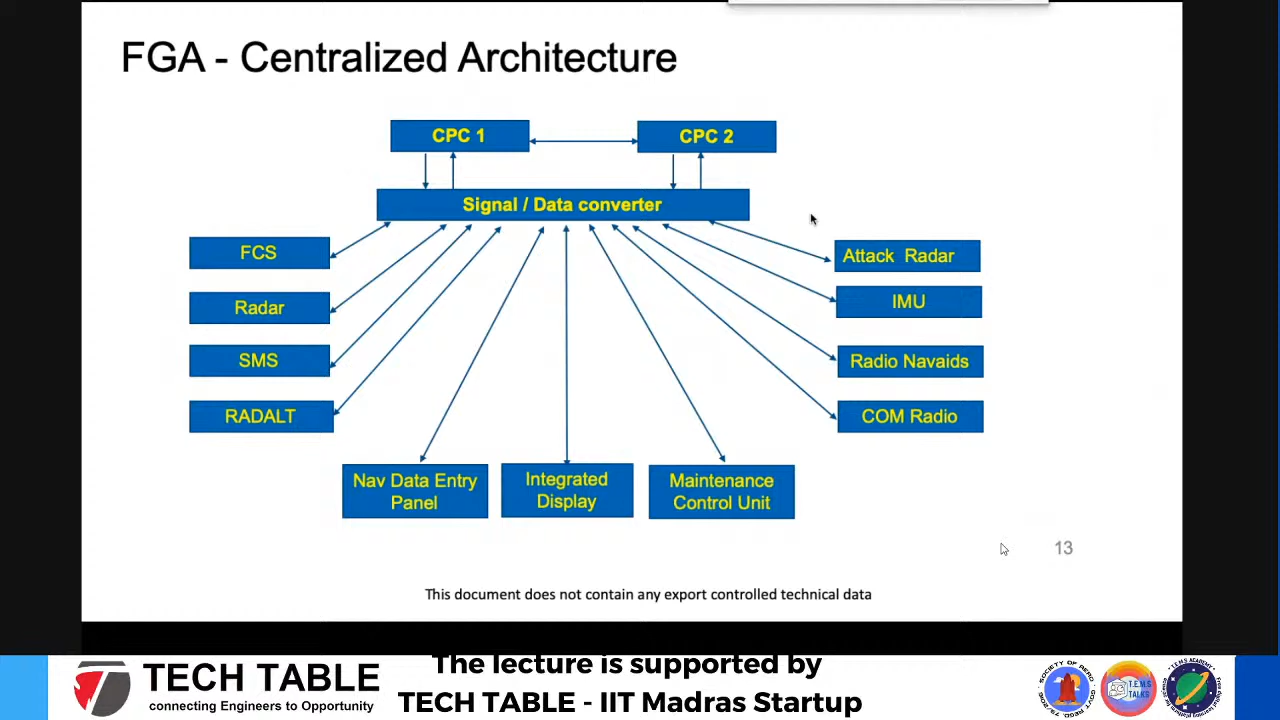 FGA - Centralized Architecture
CPC 1
CPC 2
Signal / Data converter
FCS
Radar
SMS
RADALT
Attack Radar
IMU
Radio Navaids
COM Radio
Nav Data Entry
Panel
Integrated
Display
Maintenance
Control Unit
13
This document does not contain any export controlled technical data
TECH TABLE
connecting Engineers to Opportunity
The lecture is supported by
TECH TABLE - IIT Madras Startup
T.E.M.S
TALKS